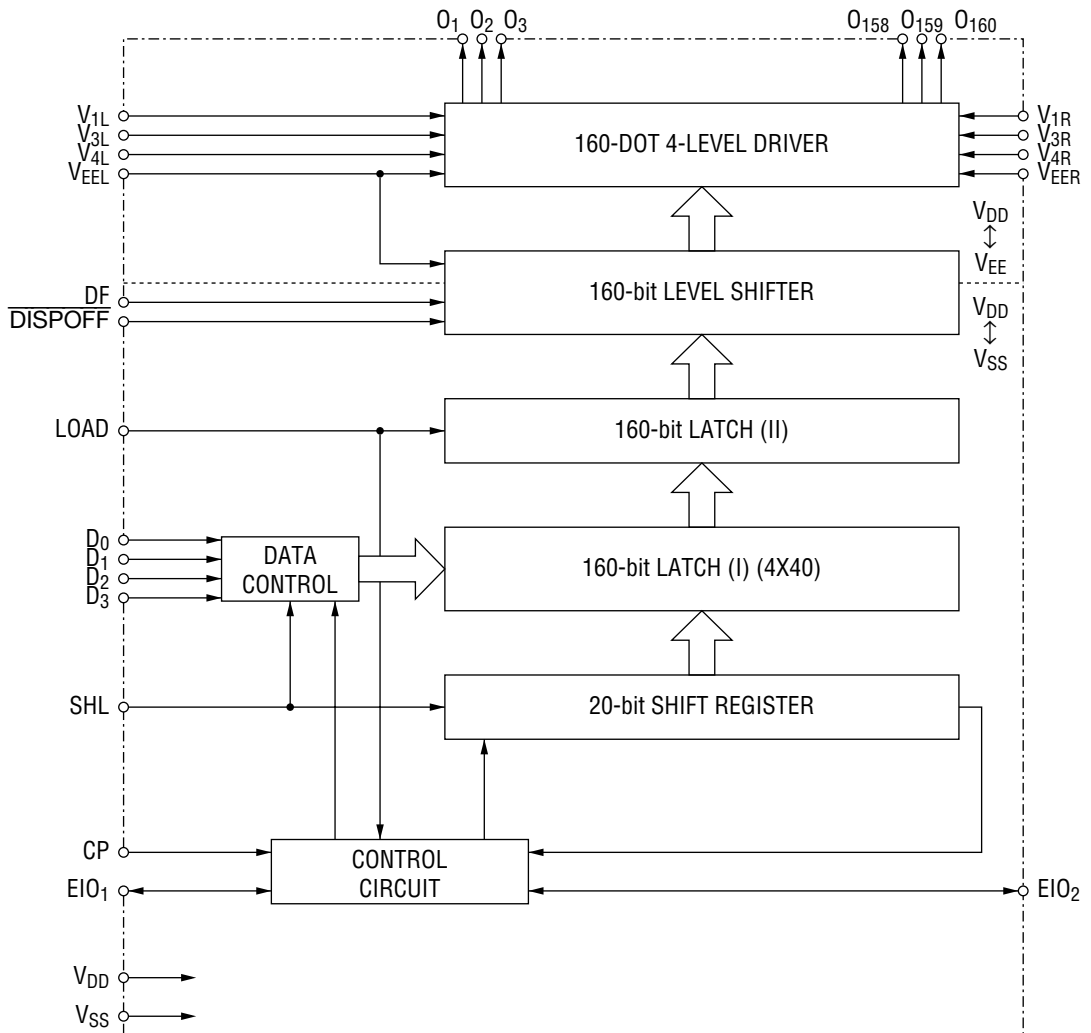 O₁ O₂ O₃ O₁₅₈ O₁₅₉ O₁₆₀
V₁L
V₃L
V₄L
VEEL
160-DOT 4-LEVEL DRIVER
V₁R
V₃R
V₄R
VEER
VDD
↕
VEE
DF
DISPOFF
160-bit LEVEL SHIFTER
VDD
↕
VSS
LOAD
160-bit LATCH (II)
D₀
D₁
D₂
D₃
DATA
CONTROL
160-bit LATCH (I) (4X40)
SHL
20-bit SHIFT REGISTER
CP
EIO₁
CONTROL
CIRCUIT
EIO₂
VDD
VSS